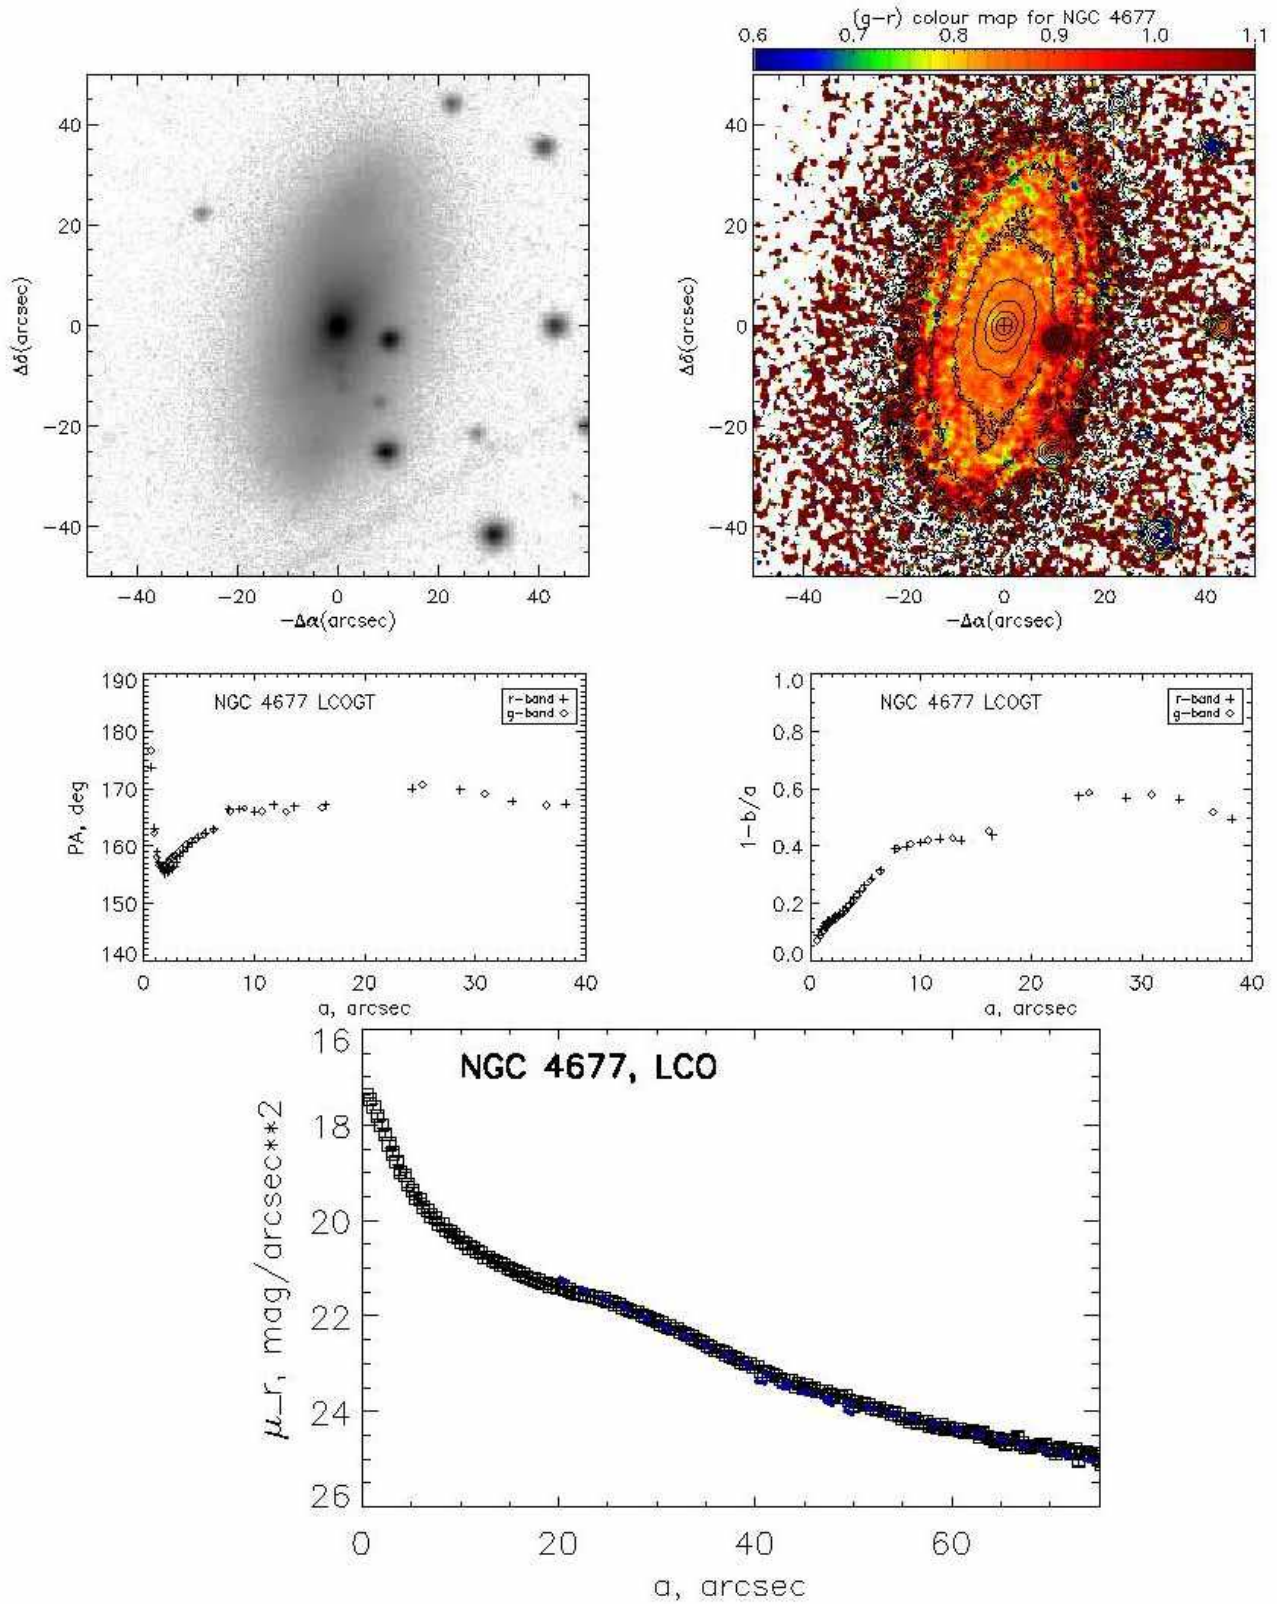 (g-r) colour map for NGC 4677
0.6 0.7 0.8 0.9 1.0 1.1
40
20
0
-20
-40
Δδ(arcsec)
-40 -20 0 20 40
-Δα(arcsec)
40
20
0
-20
-40
Δδ(arcsec)
-40 -20 0 20 40
-Δα(arcsec)
190
180
170
160
150
140
PA, deg
NGC 4677 LCOGT
r-band +
g-band ◇
0 10 20 30 40
a, arcsec
1.0
0.8
0.6
0.4
0.2
0.0
1-b/a
NGC 4677 LCOGT
r-band +
g-band ◇
0 10 20 30 40
a, arcsec
16
18
20
22
24
26
μ_r, mag/arcsec**2
NGC 4677, LCO
0 20 40 60
a, arcsec